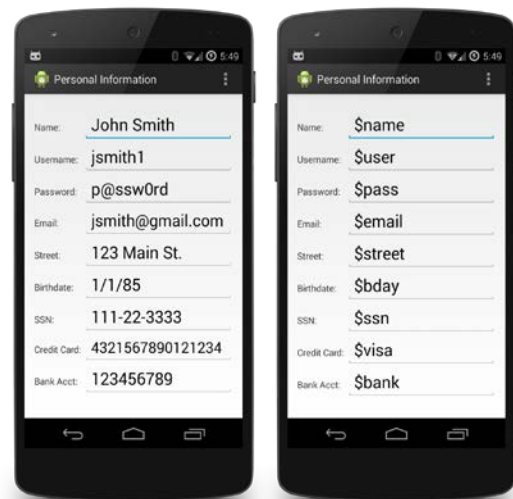 5:49
Personal Information
Name: John Smith
Username: jsmith1
Password: p@ssw0rd
Email: jsmith@gmail.com
Street: 123 Main St.
Birthdate: 1/1/85
SSN: 111-22-3333
Credit Card: 4321567890121234
Bank Acct: 123456789
5:49
Personal Information
Name: $name
Username: $user
Password: $pass
Email: $email
Street: $street
Birthdate: $bday
SSN: $ssn
Credit Card: $visa
Bank Acct: $bank